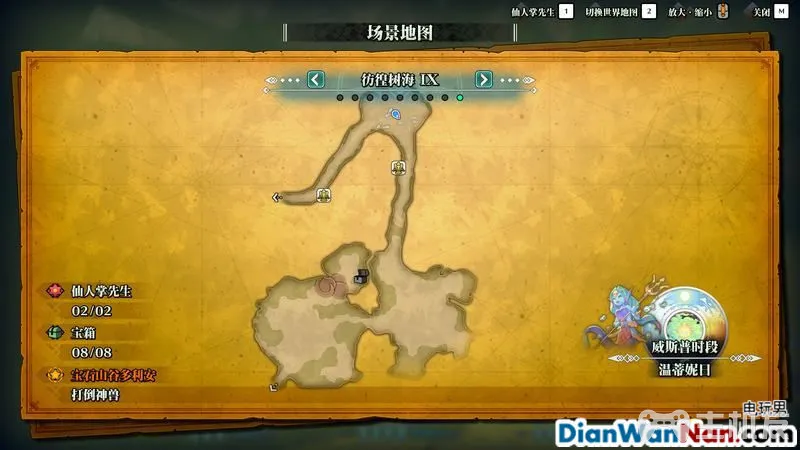 仙人掌先生 1 切换世界地图 2 放大·缩小 关闭 M
场景地图
彷徨树海 IX
仙人掌先生
02/02
宝箱
08/08
宝石山谷多利安
打倒神兽
威斯普时段
温蒂妮日
电玩男
DianWanNan.com